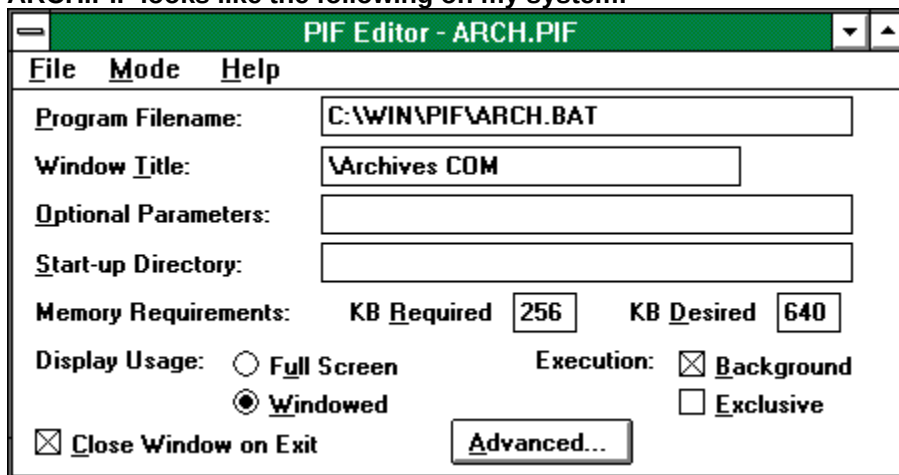 ARCH.PIF looks like the following on my system:
PIF Editor - ARCH.PIF
File Mode Help
Program Filename: C:\WIN\PIF\ARCH.BAT
Window Title: \Archives COM
Optional Parameters:
Start-up Directory:
Memory Requirements: KB Required 256 KB Desired 640
Display Usage: Full Screen Execution: Background
Windowed Exclusive
Close Window on Exit Advanced...